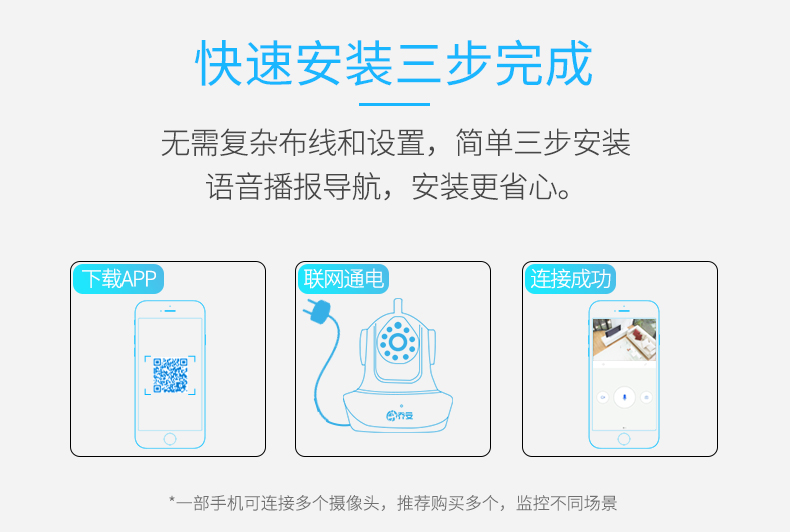 快速安装三步完成
无需复杂布线和设置，简单三步安装
语音播报导航，安装更省心。
下载APP
联网通电
连接成功
乔安
*一部手机可连接多个摄像头，推荐购买多个，监控不同场景